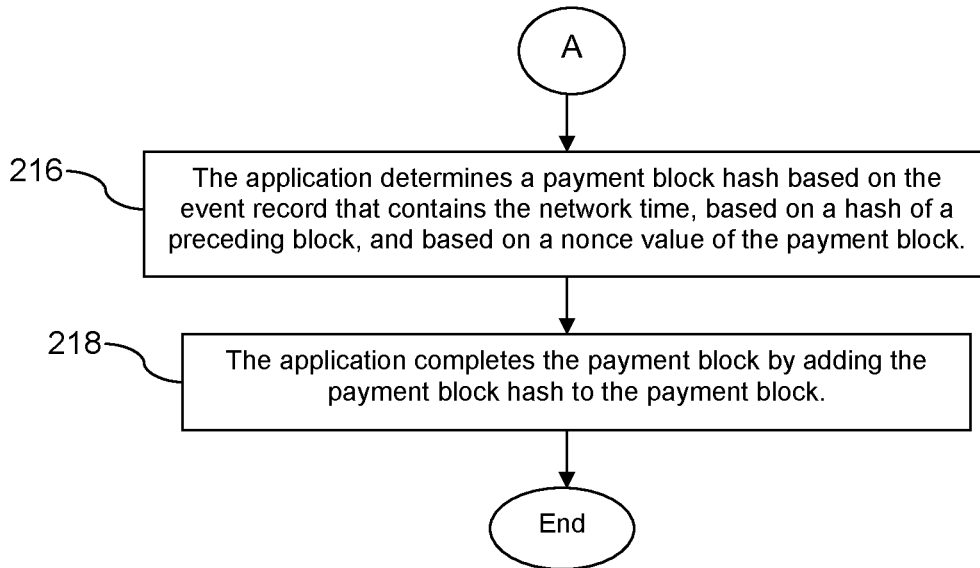 A
216
The application determines a payment block hash based on the
event record that contains the network time, based on a hash of a
preceding block, and based on a nonce value of the payment block.
218
The application completes the payment block by adding the
payment block hash to the payment block.
End